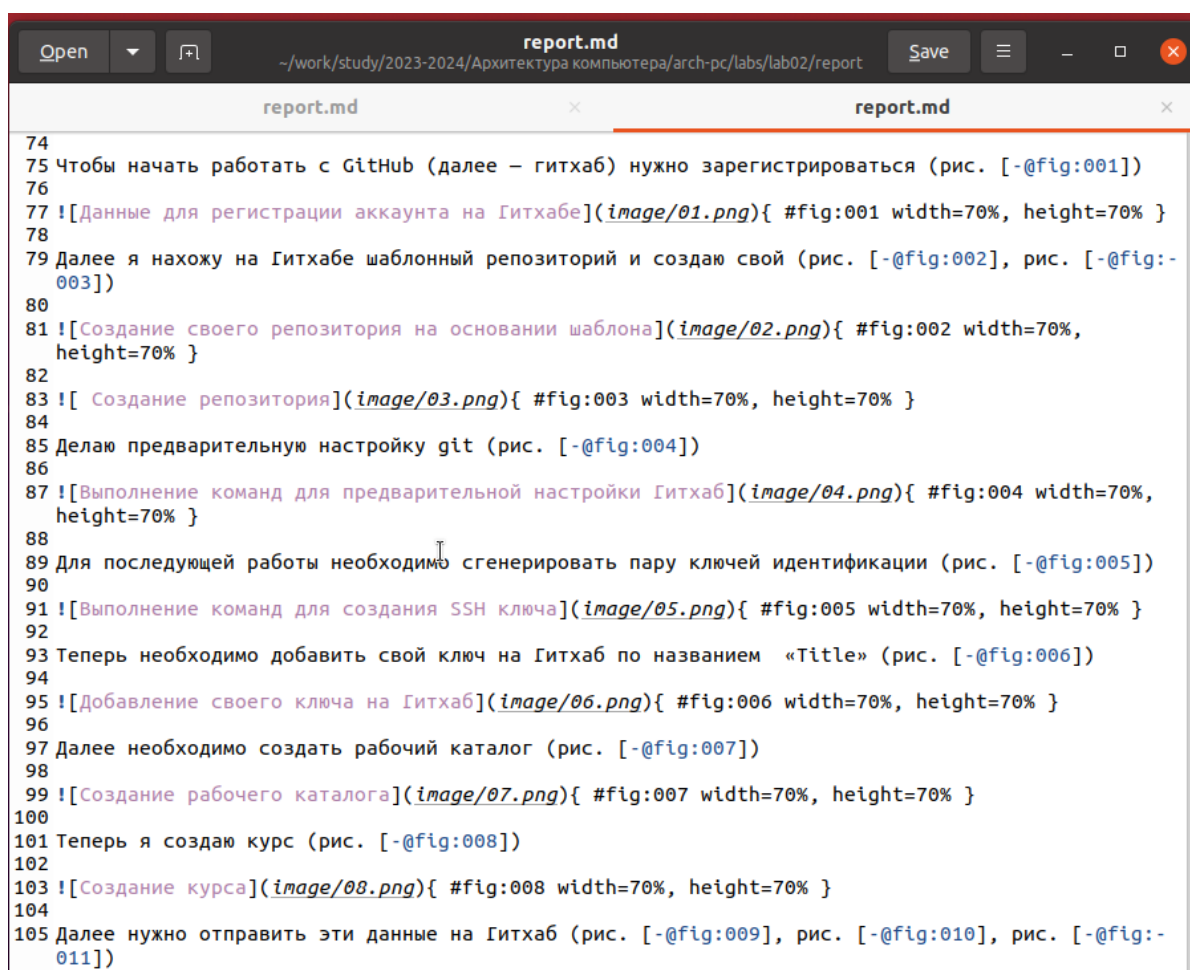 Open
report.md
~/work/study/2023-2024/Архитектура компьютера/arch-pc/labs/lab02/report
Save
report.md
report.md
74
75 Чтобы начать работать с GitHub (далее — гитхаб) нужно зарегистрироваться (рис. [-@fig:001])
76
77 ![Данные для регистрации аккаунта на Гитхабе](image/01.png){ #fig:001 width=70%, height=70% }
78
79 Далее я нахожу на Гитхабе шаблонный репозиторий и создаю свой (рис. [-@fig:002], рис. [-@fig:-
003])
80
81 ![Создание своего репозитория на основании шаблона](image/02.png){ #fig:002 width=70%,
height=70% }
82
83 ![ Создание репозитория](image/03.png){ #fig:003 width=70%, height=70% }
84
85 Делаю предварительную настройку git (рис. [-@fig:004])
86
87 ![Выполнение команд для предварительной настройки Гитхаб](image/04.png){ #fig:004 width=70%,
height=70% }
88
89 Для последующей работы необходимо сгенерировать пару ключей идентификации (рис. [-@fig:005])
90
91 ![Выполнение команд для создания SSH ключа](image/05.png){ #fig:005 width=70%, height=70% }
92
93 Теперь необходимо добавить свой ключ на Гитхаб по названием  «Title» (рис. [-@fig:006])
94
95 ![Добавление своего ключа на Гитхаб](image/06.png){ #fig:006 width=70%, height=70% }
96
97 Далее необходимо создать рабочий каталог (рис. [-@fig:007])
98
99 ![Создание рабочего каталога](image/07.png){ #fig:007 width=70%, height=70% }
100
101 Теперь я создаю курс (рис. [-@fig:008])
102
103 ![Создание курса](image/08.png){ #fig:008 width=70%, height=70% }
104
105 Далее нужно отправить эти данные на Гитхаб (рис. [-@fig:009], рис. [-@fig:010], рис. [-@fig:-
011])